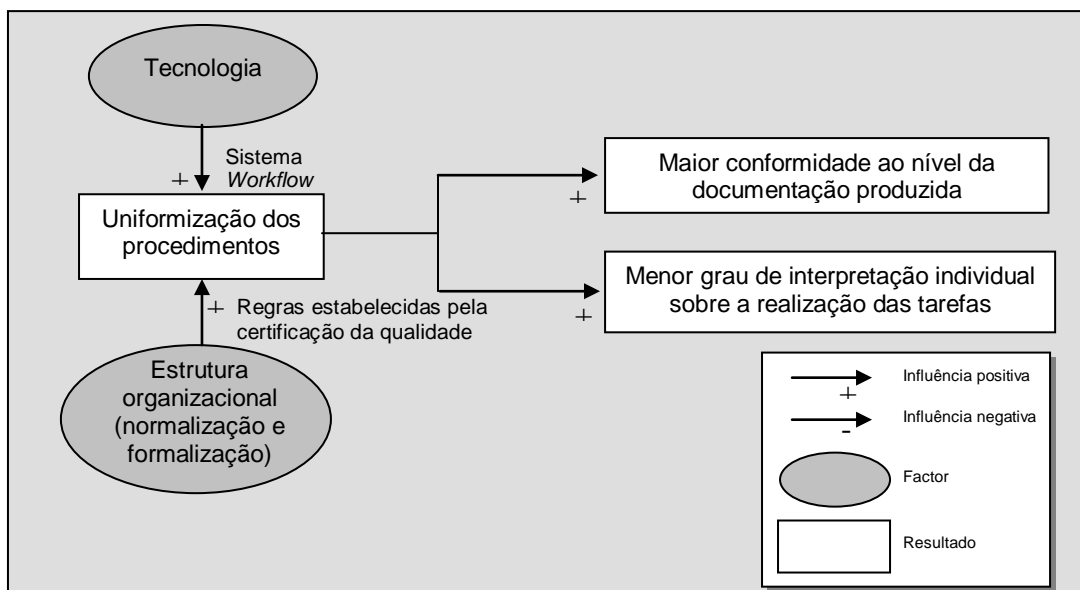 Tecnologia
+
Sistema
Workflow
Uniformização dos
procedimentos
+
Maior conformidade ao nível da
documentação produzida
+
Menor grau de interpretação individual
sobre a realização das tarefas
+
Regras estabelecidas pela
certificação da qualidade
Estrutura
organizacional
(normalização e
formalização)
+
Influência positiva
-
Influência negativa
Factor
Resultado